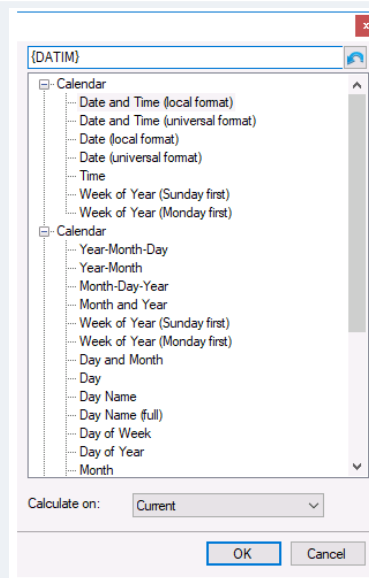 x
{DATIM}
Calendar
Date and Time (local format)
Date and Time (universal format)
Date (local format)
Date (universal format)
Time
Week of Year (Sunday first)
Week of Year (Monday first)
Calendar
Year-Month-Day
Year-Month
Month-Day-Year
Month and Year
Week of Year (Sunday first)
Week of Year (Monday first)
Day and Month
Day
Day Name
Day Name (full)
Day of Week
Day of Year
Month
Calculate on: Current
OK Cancel